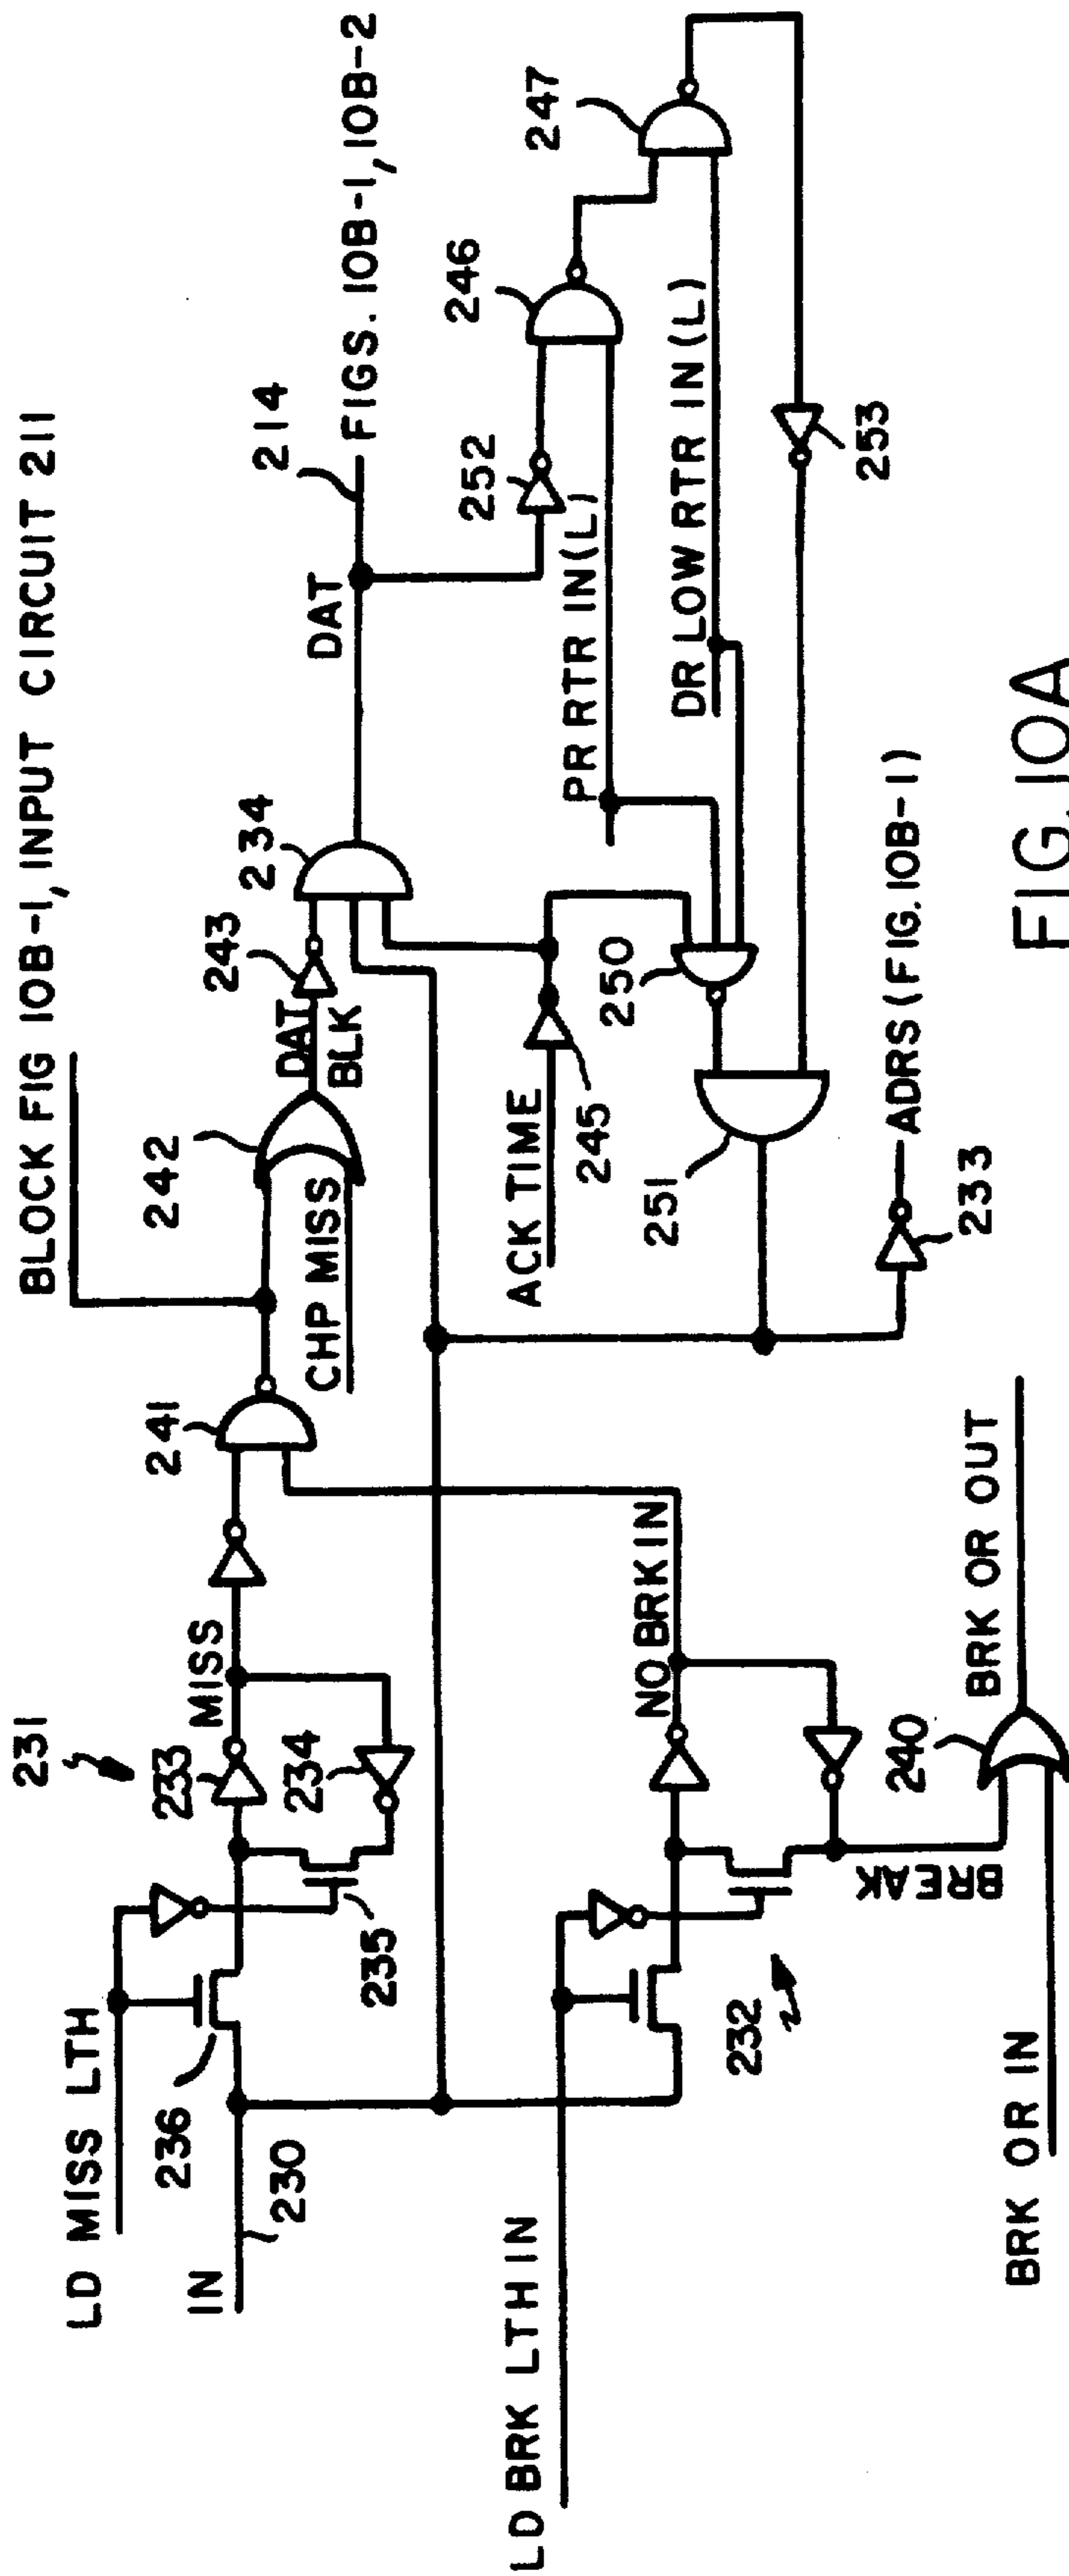 BLOCK FIG 10B-1, INPUT CIRCUIT 211
231
LD MISS LTH
236
IN
230
233
MISS
234
235
241
242
CHP MISS
DAT
BLK
243
234
DAT
214
FIGS. 10B-1, 10B-2
252
246
247
PR RTR IN(L)
DR LOW RTR IN(L)
ACK TIME
245
250
251
253
233
ADRS (FIG. 10B-1)
LD BRK LTH IN
232
NO BRK IN
BREAK
240
BRK OR IN
BRK OR OUT
FIG. 10A